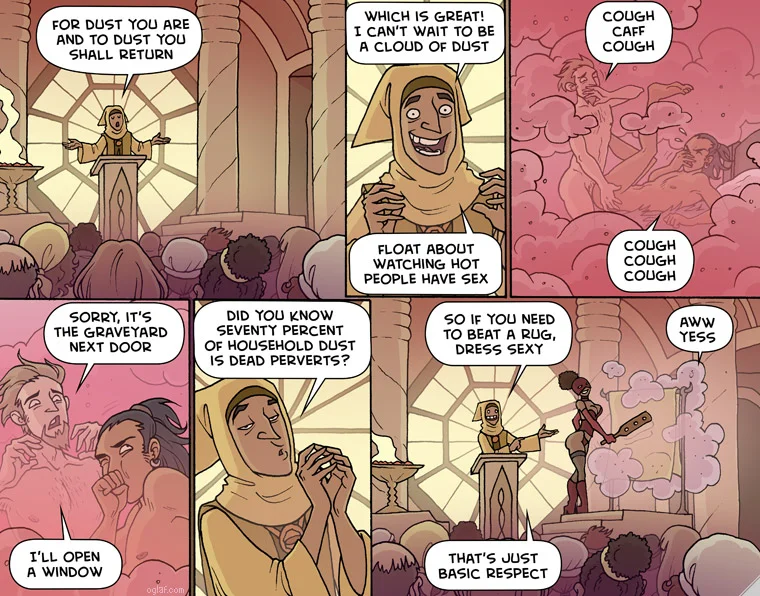 FOR DUST YOU ARE
AND TO DUST YOU
SHALL RETURN
WHICH IS GREAT!
I CAN'T WAIT TO BE
A CLOUD OF DUST
FLOAT ABOUT
WATCHING HOT
PEOPLE HAVE SEX
COUGH
CAFF
COUGH
COUGH
COUGH
COUGH
SORRY, IT'S
THE GRAVEYARD
NEXT DOOR
I'LL OPEN
A WINDOW
oglaf.com
DID YOU KNOW
SEVENTY PERCENT
OF HOUSEHOLD DUST
IS DEAD PERVERTS?
SO IF YOU NEED
TO BEAT A RUG,
DRESS SEXY
THAT'S JUST
BASIC RESPECT
AWW
YESS